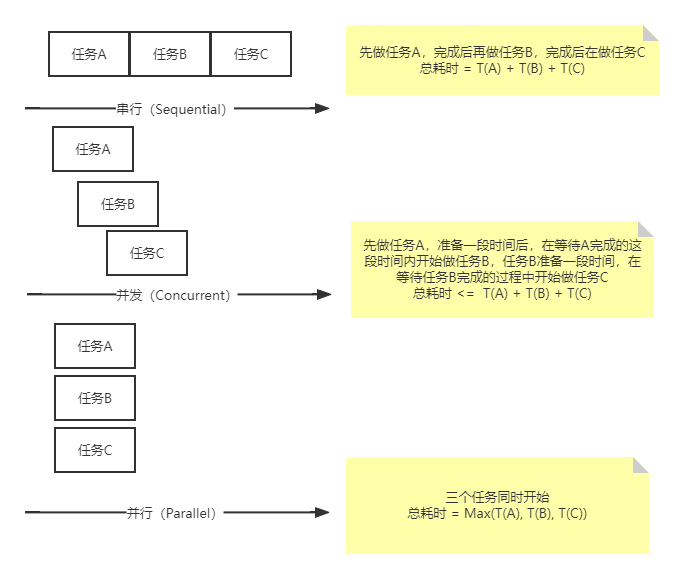 任务A 任务B 任务C
先做任务A，完成后再做任务B，完成后在做任务C
总耗时 = T(A) + T(B) + T(C)
串行（Sequential）
任务A
任务B
任务C
先做任务A，准备一段时间后，在等待A完成的这
段时间内开始做任务B，任务B准备一段时间，在
等待任务B完成的过程中开始做任务C
总耗时 <=  T(A) + T(B) + T(C)
并发（Concurrent）
任务A
任务B
任务C
三个任务同时开始
总耗时 = Max(T(A), T(B), T(C))
并行（Parallel）